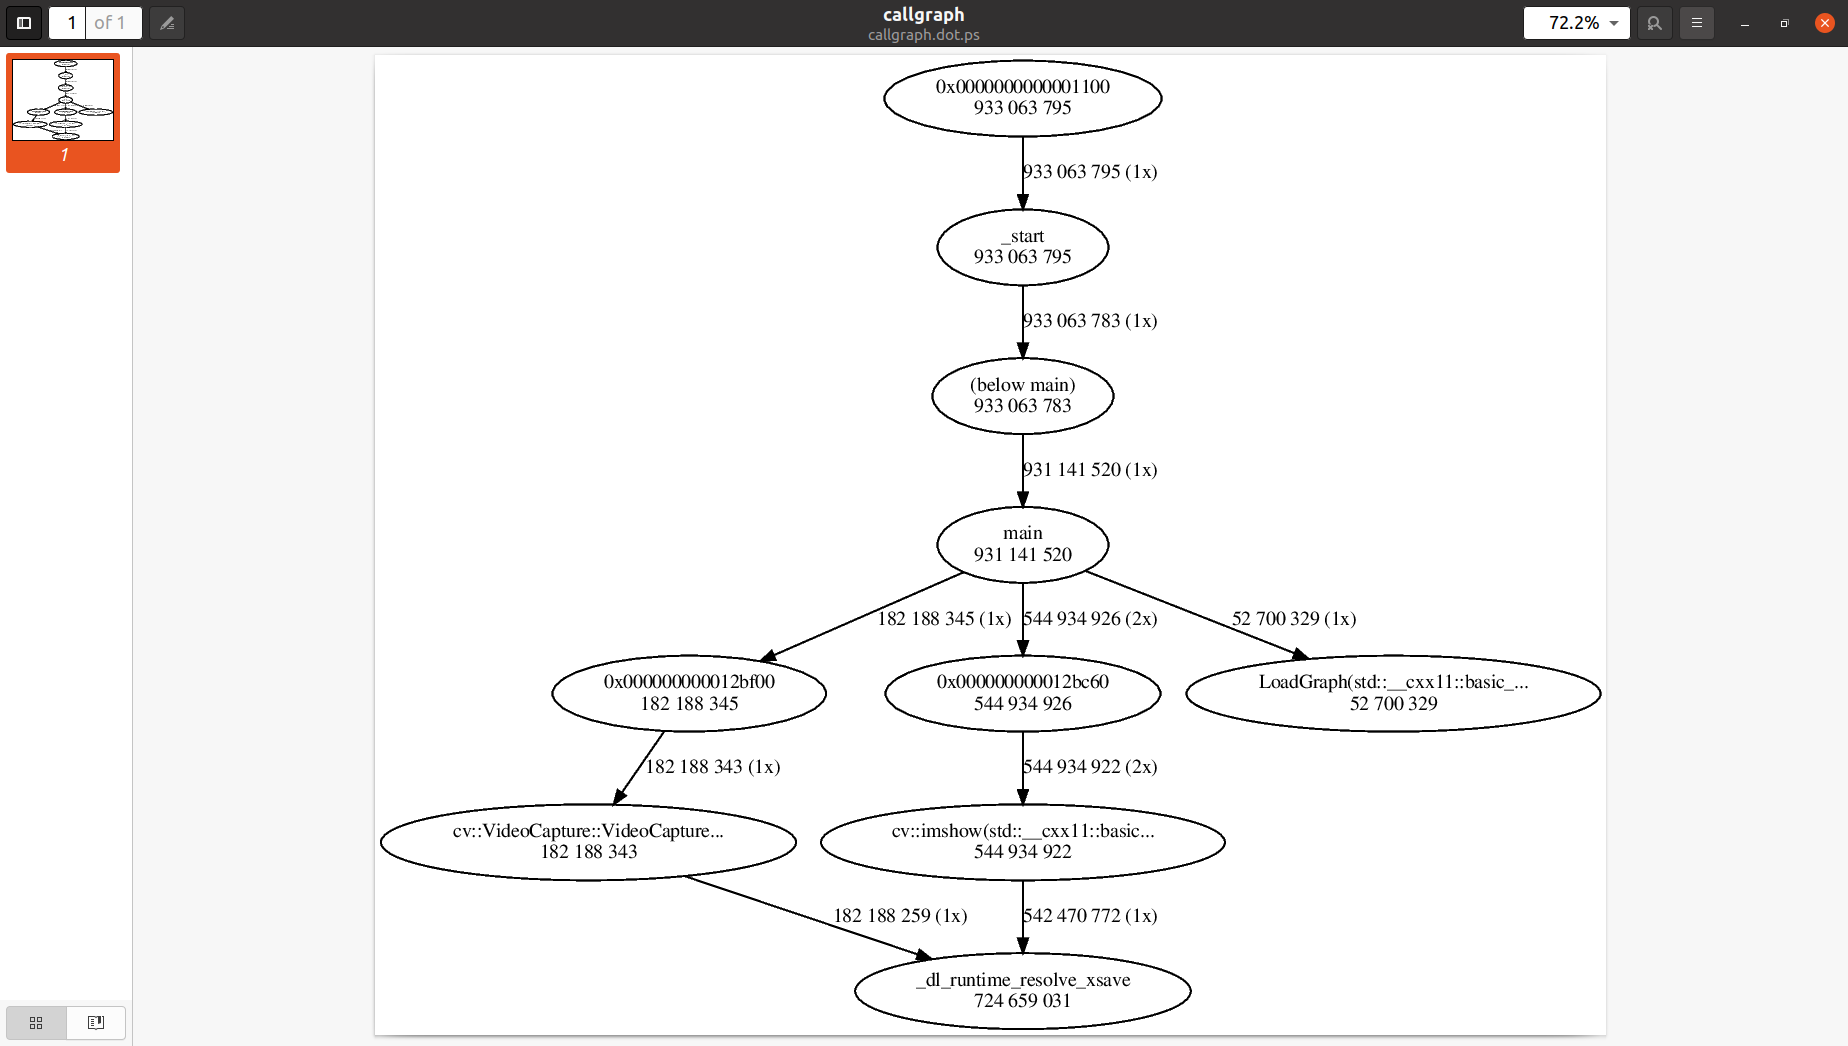 1
of 1
callgraph
callgraph.dot.ps
72.2%
1
0x0000000000001100
933 063 795
933 063 795 (1x)
_start
933 063 795
933 063 783 (1x)
(below main)
933 063 783
931 141 520 (1x)
main
931 141 520
182 188 345 (1x)
544 934 926 (2x)
52 700 329 (1x)
0x000000000012bf00
182 188 345
0x000000000012bc60
544 934 926
LoadGraph(std::__cxx11::basic_...
52 700 329
182 188 343 (1x)
544 934 922 (2x)
cv::VideoCapture::VideoCapture...
182 188 343
cv::imshow(std::__cxx11::basic...
544 934 922
182 188 259 (1x)
542 470 772 (1x)
_dl_runtime_resolve_xsave
724 659 031